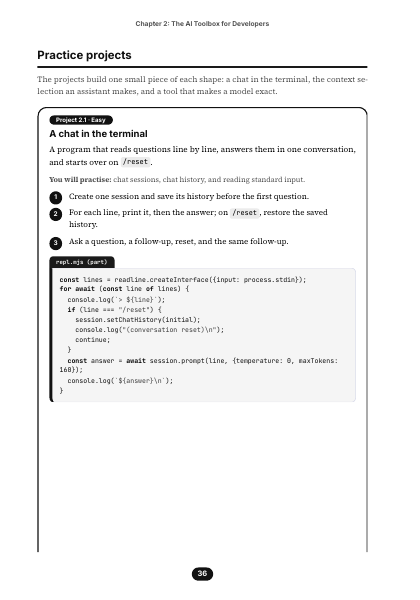 Chapter 2: The AI Toolbox for Developers
Practice projects
The projects build one small piece of each shape: a chat in the terminal, the context se-
lection an assistant makes, and a tool that makes a model exact.
Project 2.1 · Easy
A chat in the terminal
A program that reads questions line by line, answers them in one conversation,
and starts over on /reset.
You will practise: chat sessions, chat history, and reading standard input.
1 Create one session and save its history before the first question.
2 For each line, print it, then the answer; on /reset, restore the saved
history.
3 Ask a question, a follow-up, reset, and the same follow-up.
repl.mjs (part)
const lines = readline.createInterface({input: process.stdin});
for await (const line of lines) {
  console.log(`> ${line}`);
  if (line === "/reset") {
    session.setChatHistory(initial);
    console.log("(conversation reset)\n");
    continue;
  }
  const answer = await session.prompt(line, {temperature: 0, maxTokens:
160});
  console.log(`${answer}\n`);
}
36